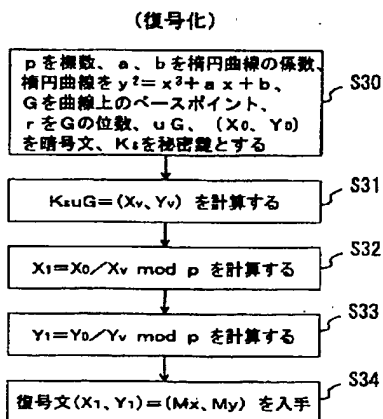 (復号化)
pを標数、a、bを楕円曲線の係数、
楕円曲線をy²=x³+ax+b、
Gを曲線上のベースポイント、
rをGの位数、uG、(X₀、Y₀)
を暗号文、Ksを秘密鍵とする
S30
KsuG=(Xv、Yv)を計算する
S31
X₁=X₀/Xv mod pを計算する
S32
Y₁=Y₀/Yv mod pを計算する
S33
復号文(X₁、Y₁)=(Mx、My)を入手
S34